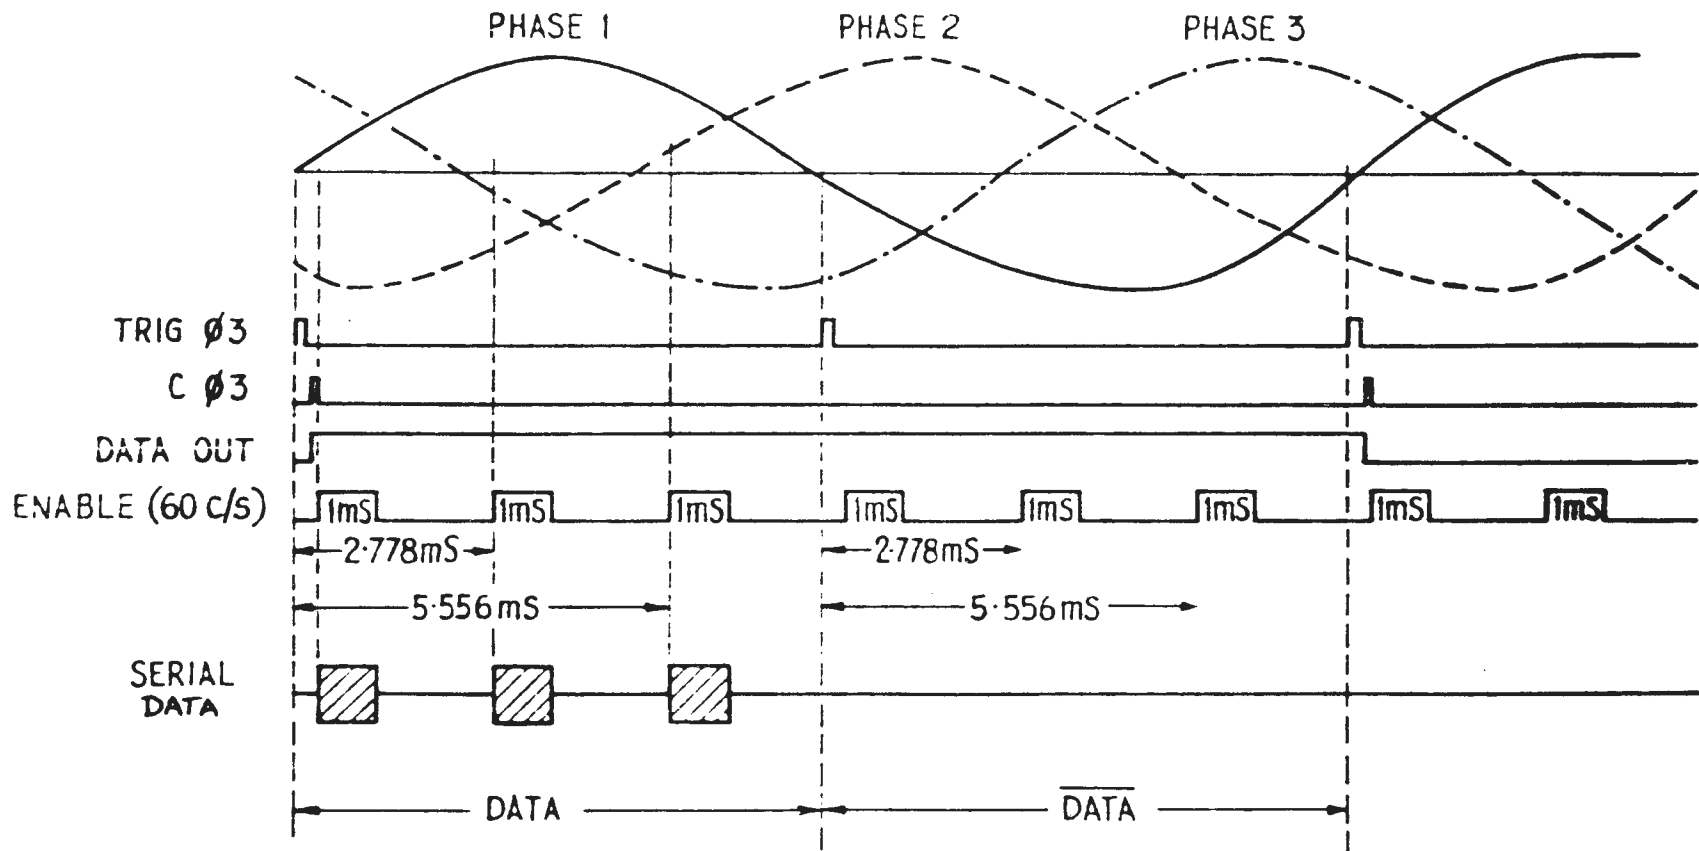 PHASE 1 PHASE 2 PHASE 3
TRIG Ø3
C Ø3
DATA OUT
ENABLE (60 C/S) 1mS 1mS 1mS 1mS 1mS 1mS 1mS 1mS
2·778mS 2·778mS
5·556mS 5·556mS
SERIAL
DATA
DATA D̅A̅T̅A̅